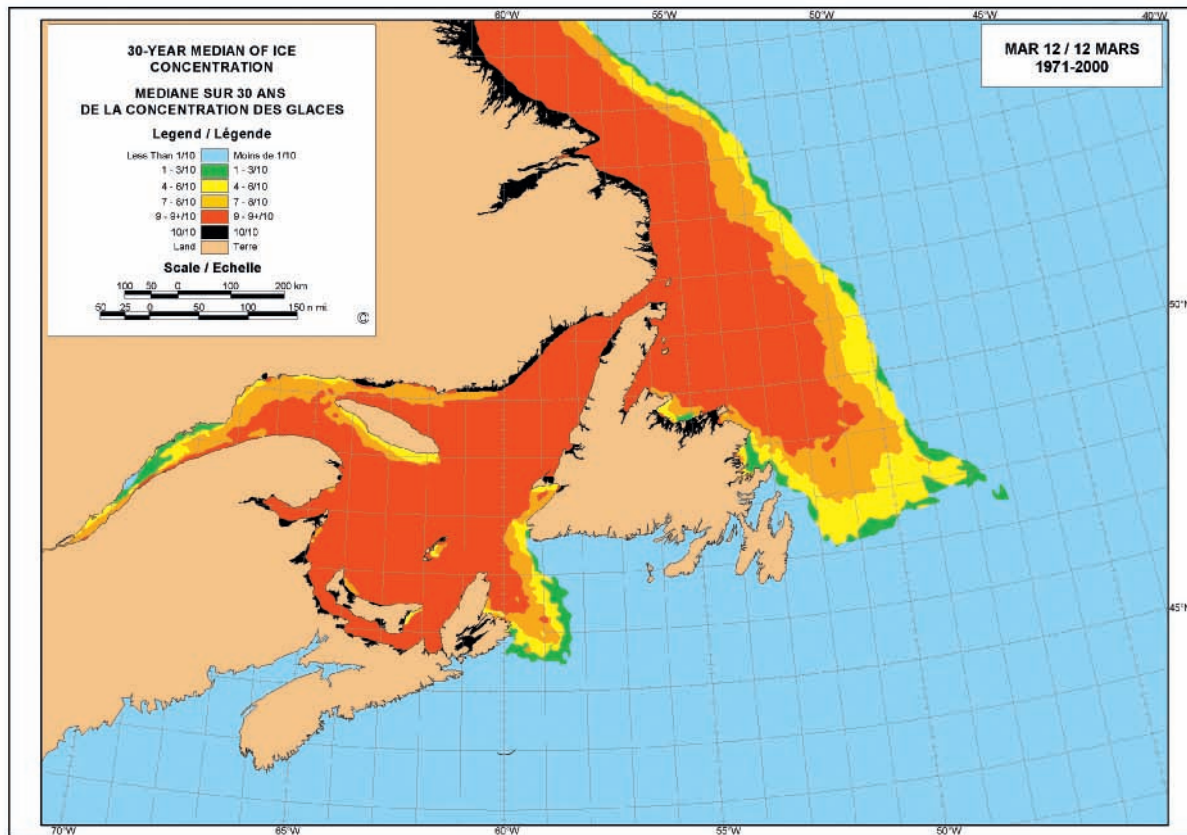 60°W 55°W 50°W 45°W 40°W
30-YEAR MEDIAN OF ICE
CONCENTRATION
MEDIANE SUR 30 ANS
DE LA CONCENTRATION DES GLACES
Legend / Légende
Less Than 1/10 Moins de 1/10
1 - 3/10 1 - 3/10
4 - 6/10 4 - 6/10
7 - 8/10 7 - 8/10
9 - 9+/10 9 - 9+/10
10/10 10/10
Land Terre
Scale / Echelle
100 50 0 100 200 km
50 25 0 50 100 150 n mi.
©
MAR 12 / 12 MARS
1971-2000
50°N
45°N
70°W 65°W 60°W 55°W 50°W